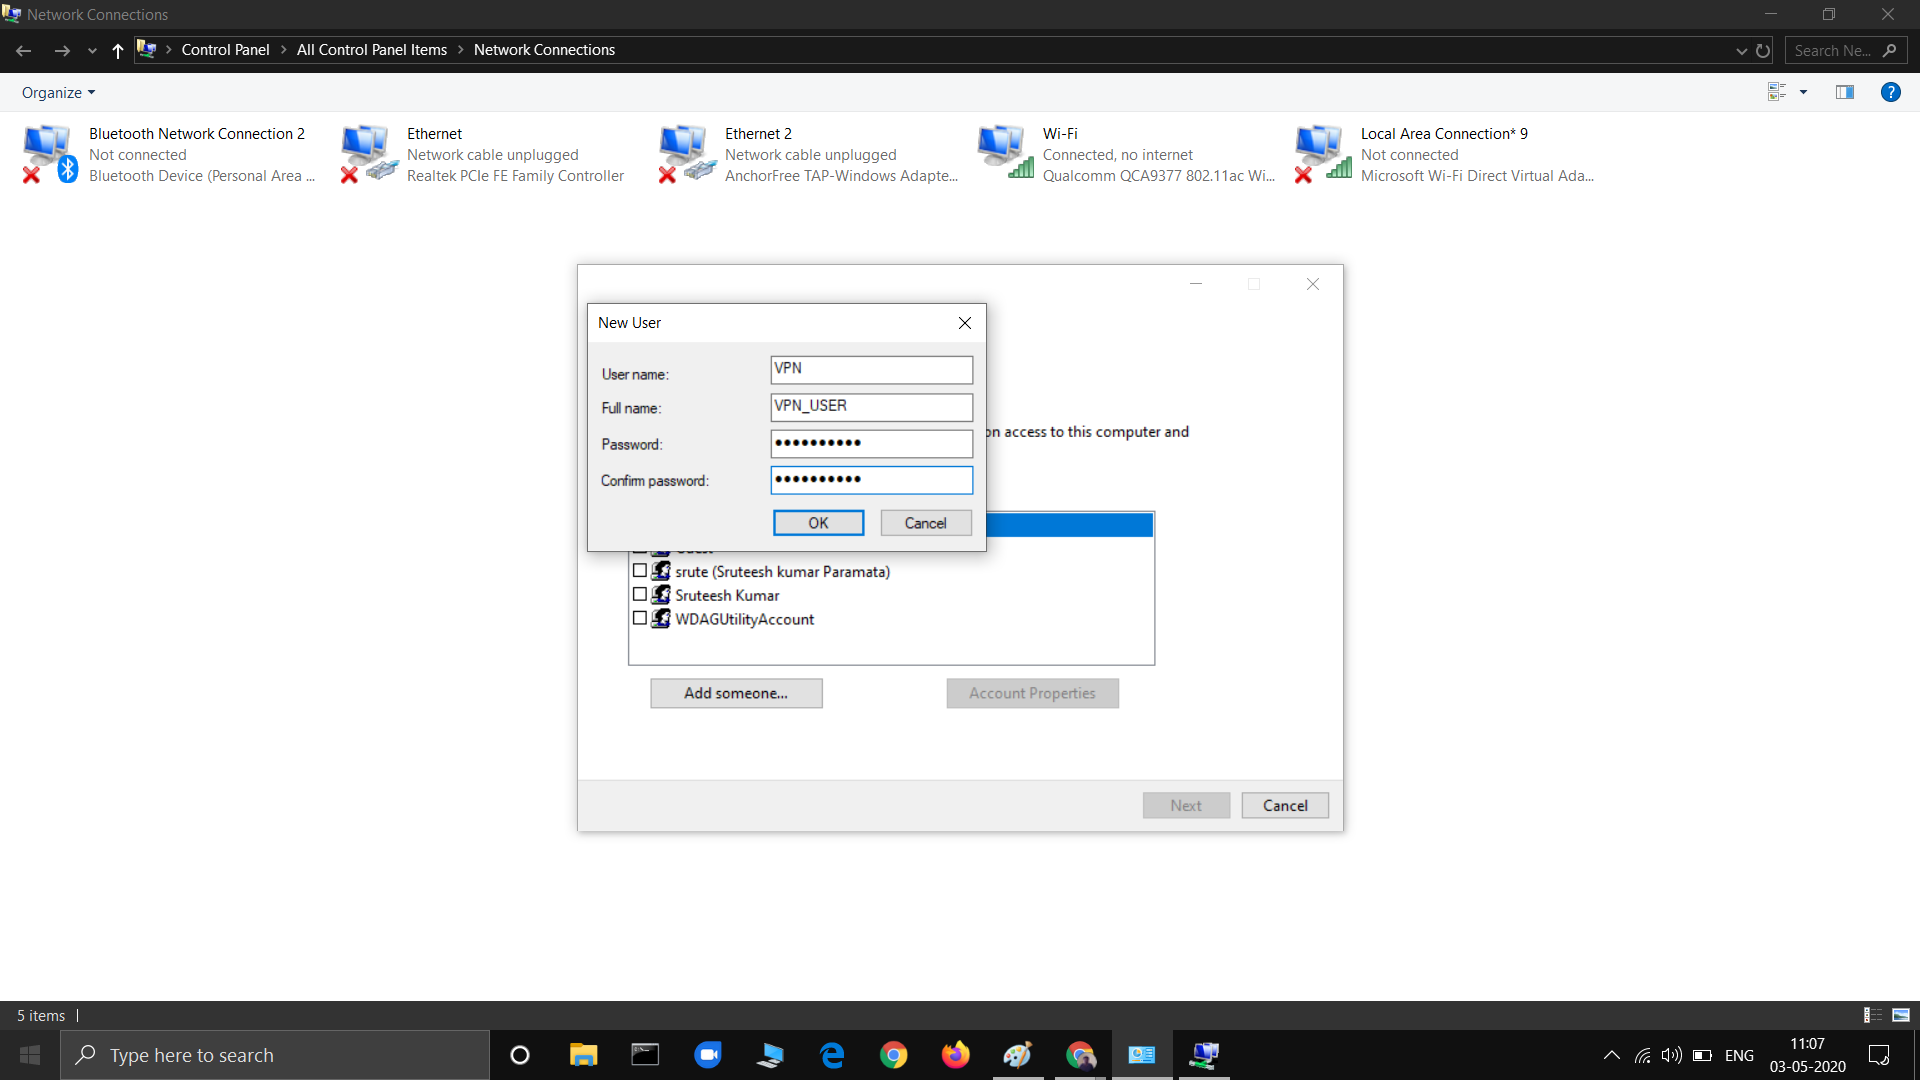 Network Connections
Control Panel > All Control Panel Items > Network Connections
Search Ne...
Organize
Bluetooth Network Connection 2
Not connected
Bluetooth Device (Personal Area ...
Ethernet
Network cable unplugged
Realtek PCIe FE Family Controller
Ethernet 2
Network cable unplugged
AnchorFree TAP-Windows Adapte...
Wi-Fi
Connected, no internet
Qualcomm QCA9377 802.11ac Wi...
Local Area Connection* 9
Not connected
Microsoft Wi-Fi Direct Virtual Ada...
New User
User name:
VPN
Full name:
VPN_USER
Password:
••••••••••
Confirm password:
••••••••••
OK
Cancel
on access to this computer and
srute (Sruteesh kumar Paramata)
Sruteesh Kumar
WDAGUtilityAccount
Add someone...
Account Properties
Next
Cancel
5 items
Type here to search
ENG
11:07
03-05-2020